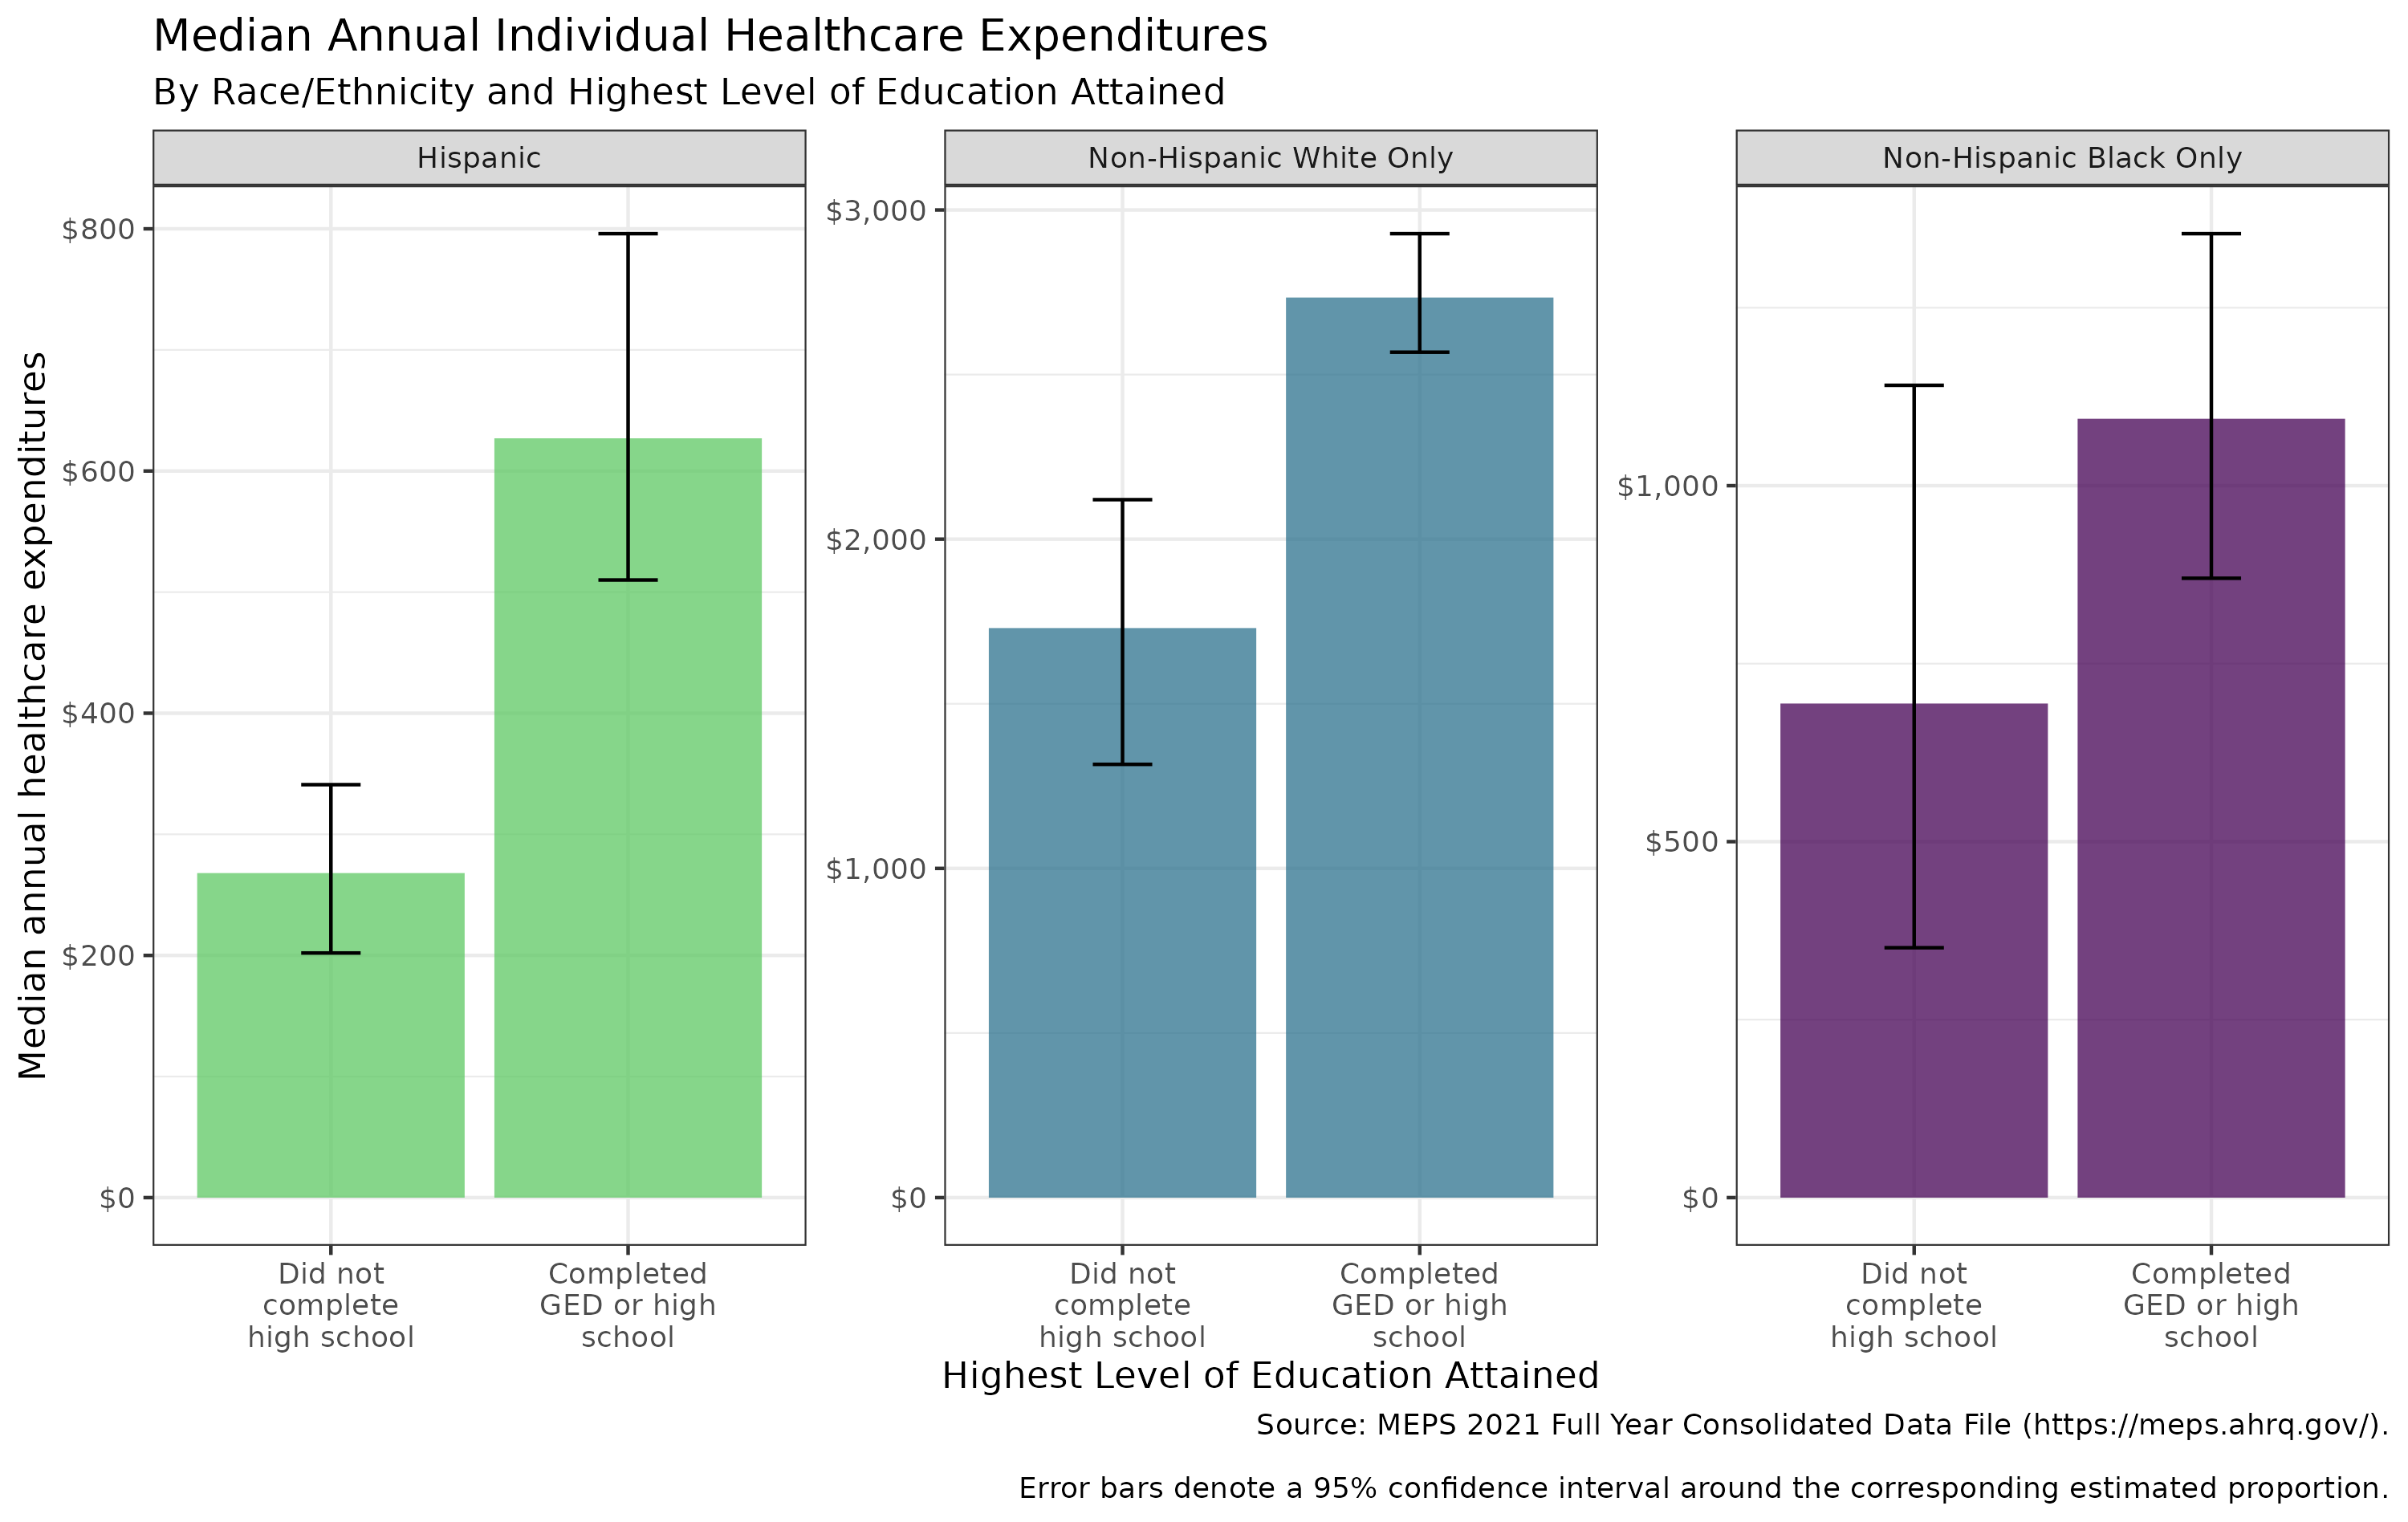 Median Annual Individual Healthcare Expenditures
By Race/Ethnicity and Highest Level of Education Attained
Hispanic
Non-Hispanic White Only
Non-Hispanic Black Only
Median annual healthcare expenditures
$800
$600
$400
$200
$0
$3,000
$2,000
$1,000
$0
$1,000
$500
$0
Did not
complete
high school
Completed
GED or high
school
Did not
complete
high school
Completed
GED or high
school
Did not
complete
high school
Completed
GED or high
school
Highest Level of Education Attained
Source: MEPS 2021 Full Year Consolidated Data File (https://meps.ahrq.gov/).
Error bars denote a 95% confidence interval around the corresponding estimated proportion.